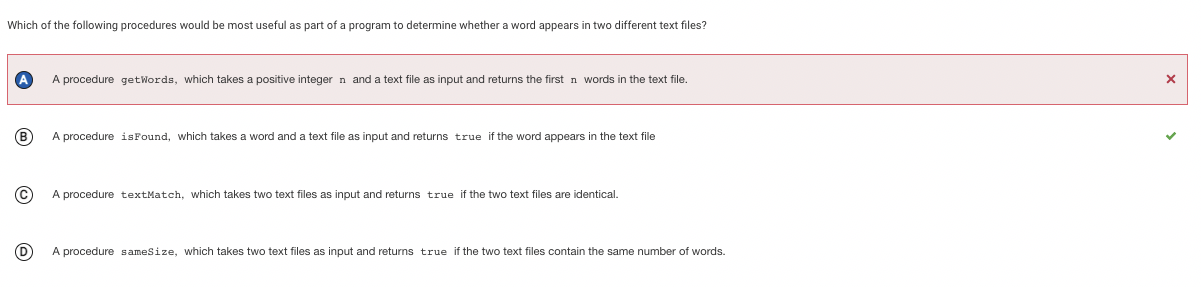 Which of the following procedures would be most useful as part of a program to determine whether a word appears in two different text files?
A A procedure getWords, which takes a positive integer n and a text file as input and returns the first n words in the text file.
B A procedure isFound, which takes a word and a text file as input and returns true if the word appears in the text file
C A procedure textMatch, which takes two text files as input and returns true if the two text files are identical.
D A procedure sameSize, which takes two text files as input and returns true if the two text files contain the same number of words.